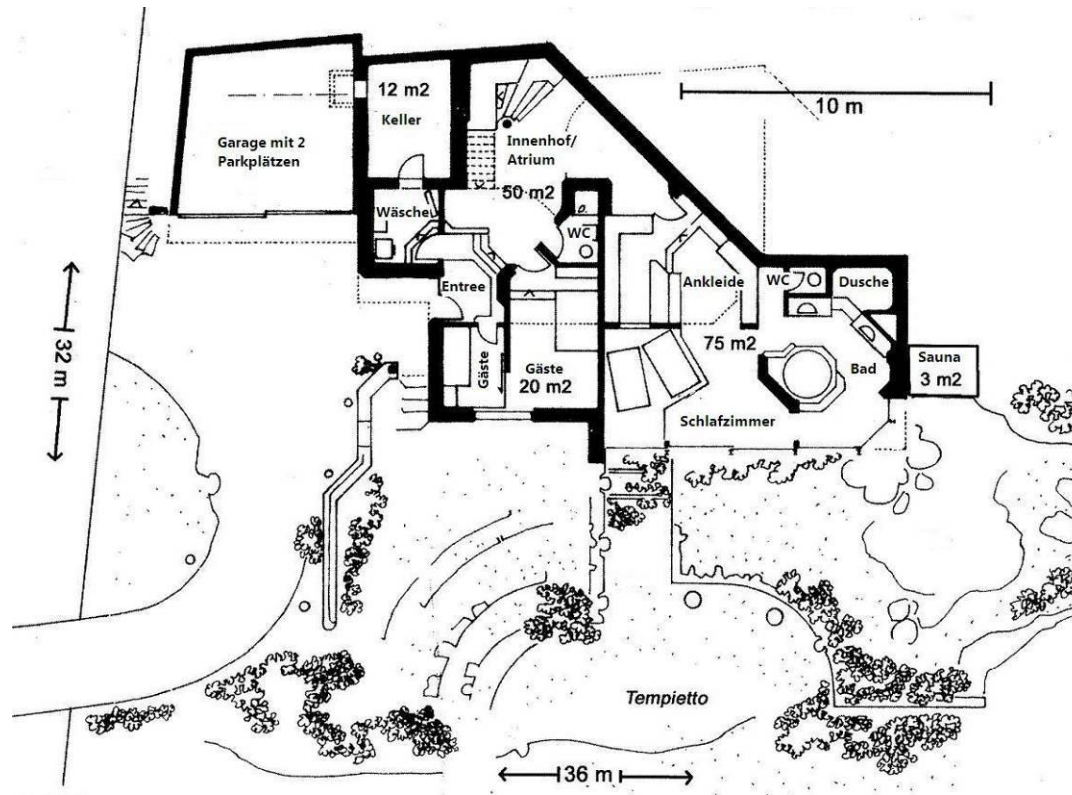 12 m2
Keller
10 m
Garage mit 2
Parkplätzen
Innenhof/
Atrium
50 m2
Wäsche
WC
Entree
Ankleide
WC
Dusche
32 m
75 m2
Gäste
Gäste
20 m2
Bad
Sauna
3 m2
Schlafzimmer
Tempietto
36 m